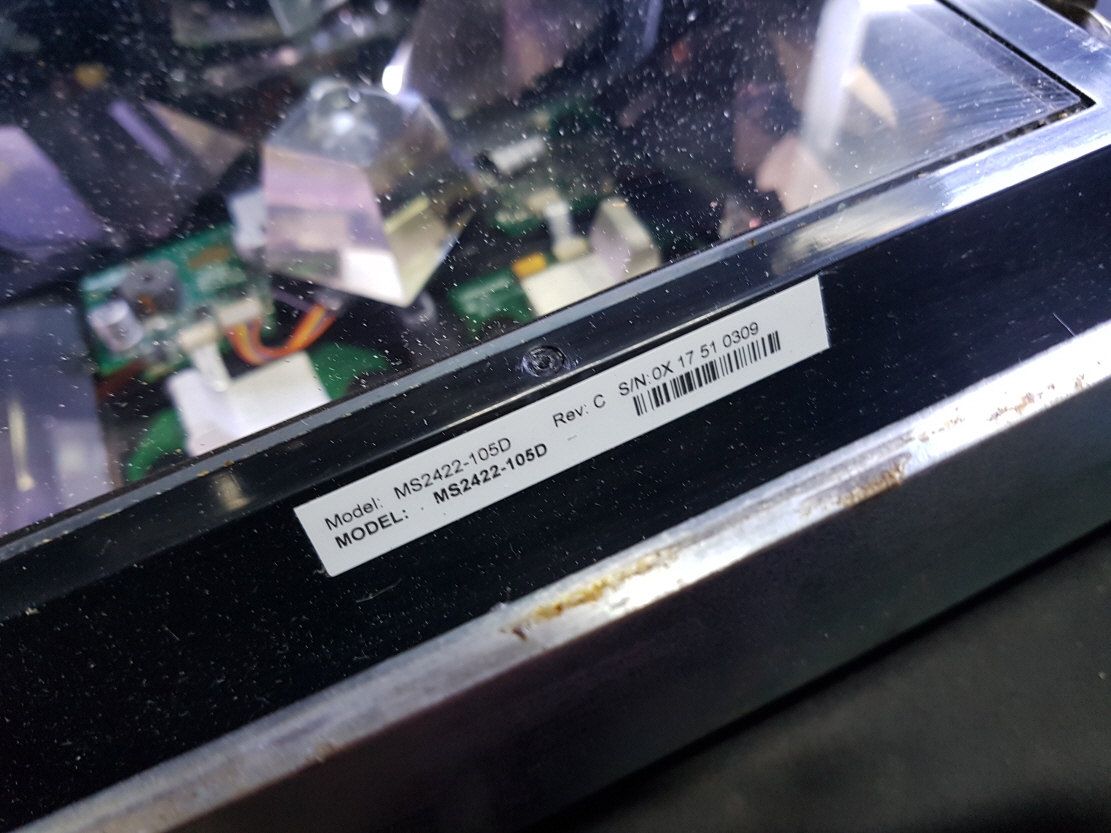 Model: MS2422-105D Rev: C S/N: 0X 17 51 0309
MODEL: MS2422-105D